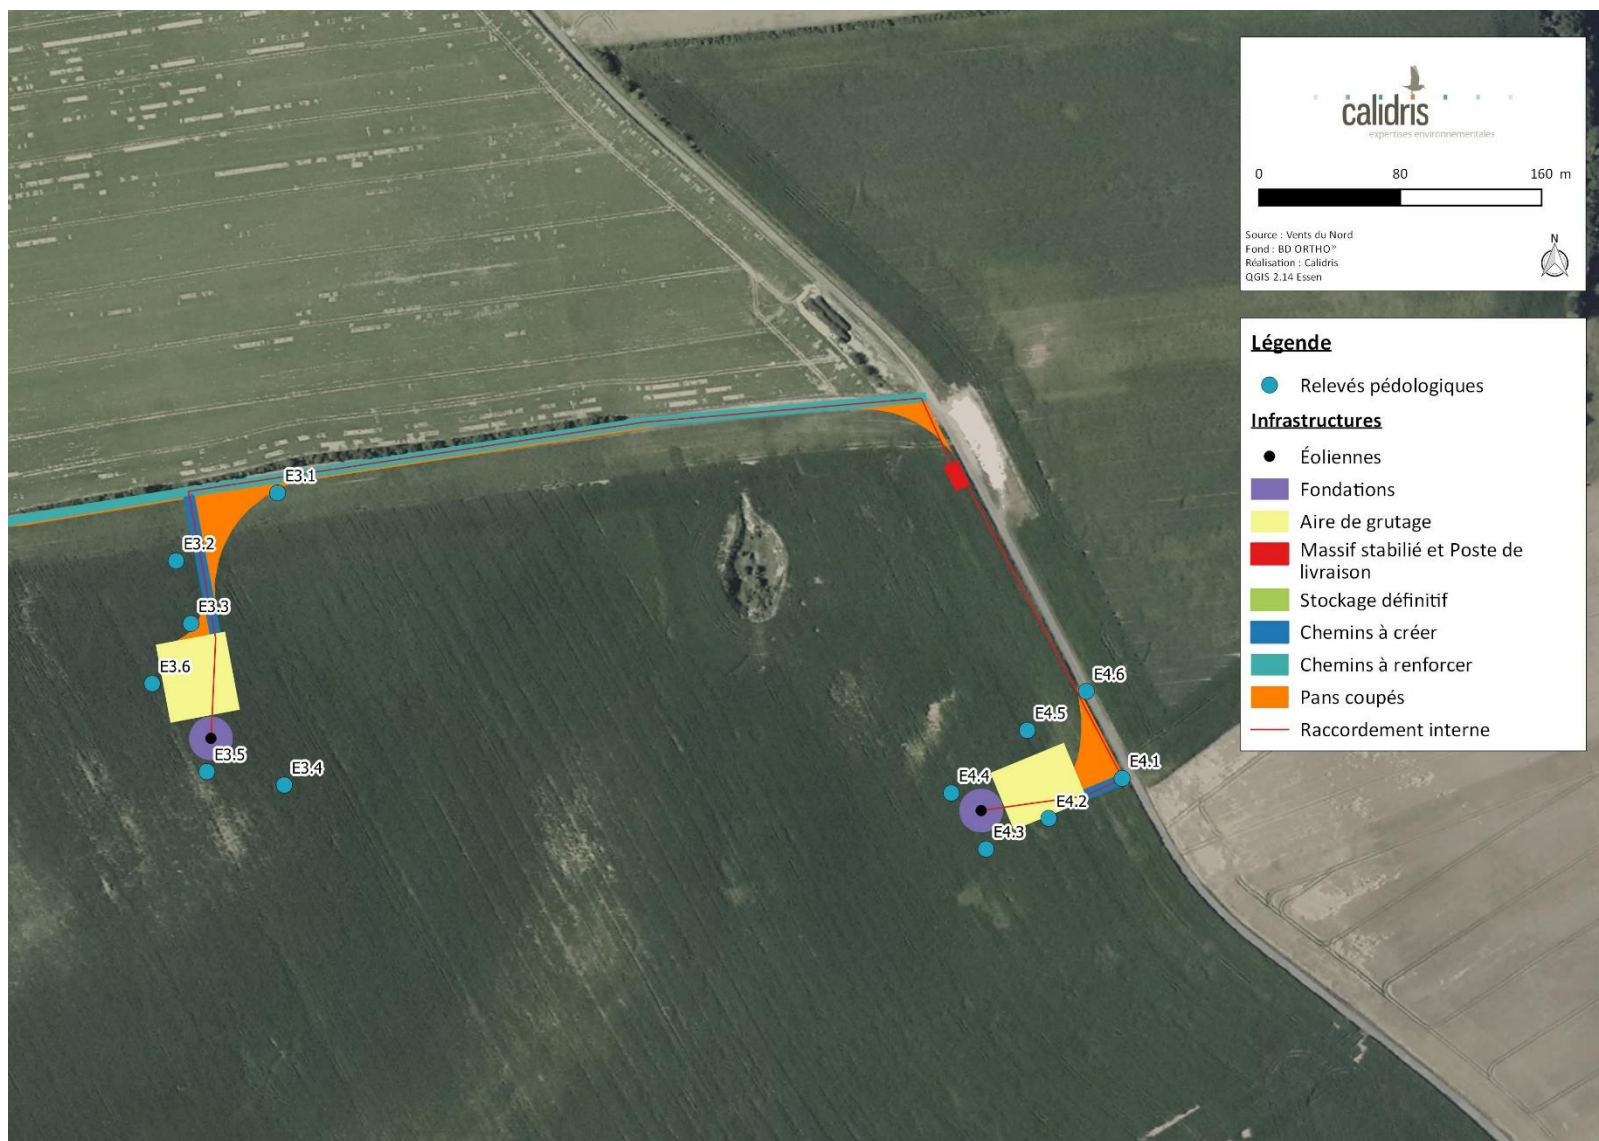 calidris
expertises environnementales
0 80 160 m
Source : Vents du Nord
Fond : BD ORTHO®
Réalisation : Calidris
QGIS 2.14 Essen
N
Légende
Relevés pédologiques
Infrastructures
Éoliennes
Fondations
Aire de grutage
Massif stabilié et Poste de
livraison
Stockage définitif
Chemins à créer
Chemins à renforcer
Pans coupés
Raccordement interne
E3.1
E3.2
E3.3
E3.6
E3.5
E3.4
E4.6
E4.5
E4.1
E4.4
E4.2
E4.3